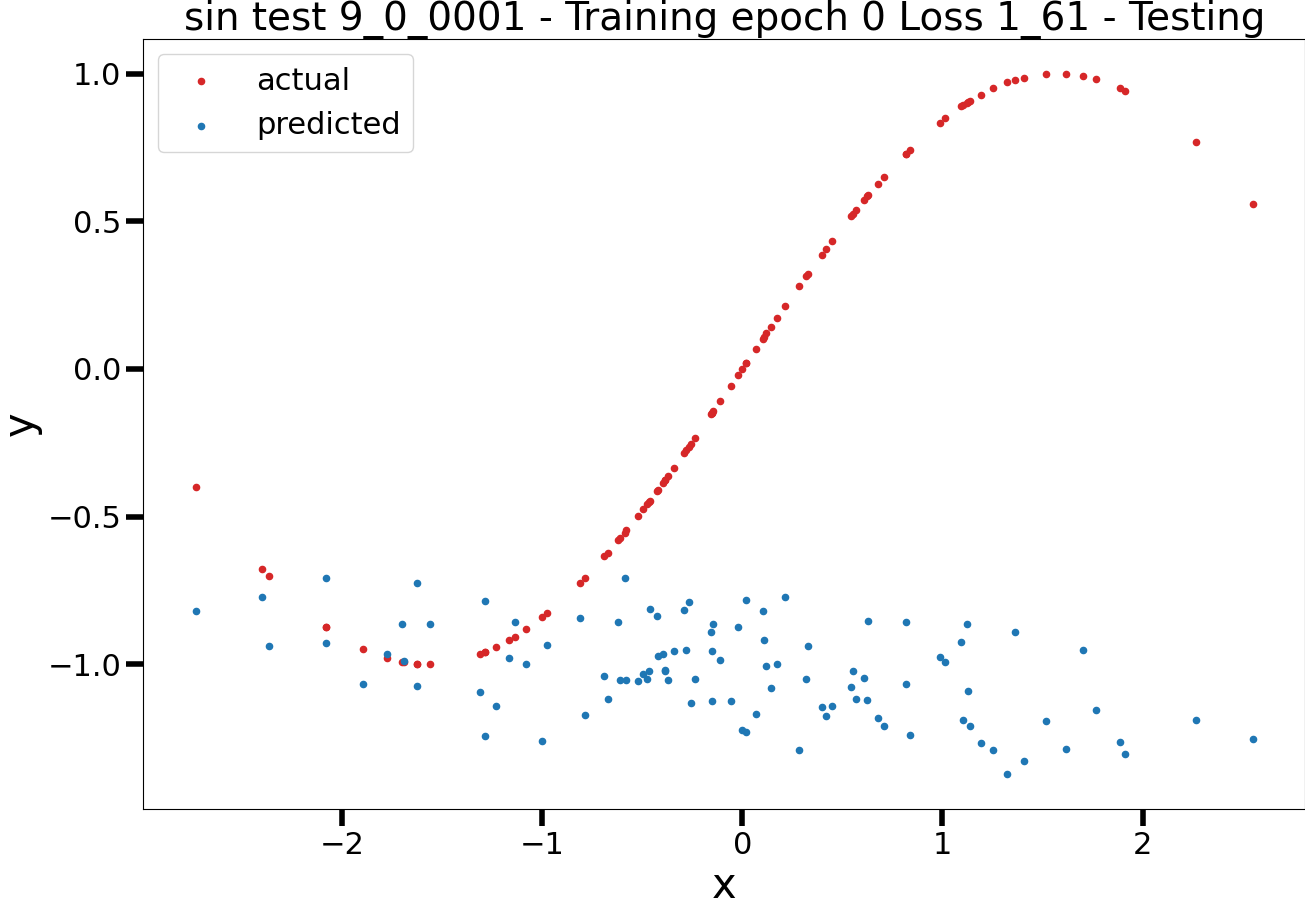 sin test 9_0_0001 - Training epoch 0 Loss 1_61 - Testing
actual
predicted
1.0
0.5
0.0
−0.5
−1.0
y
−2
−1
0
1
2
x